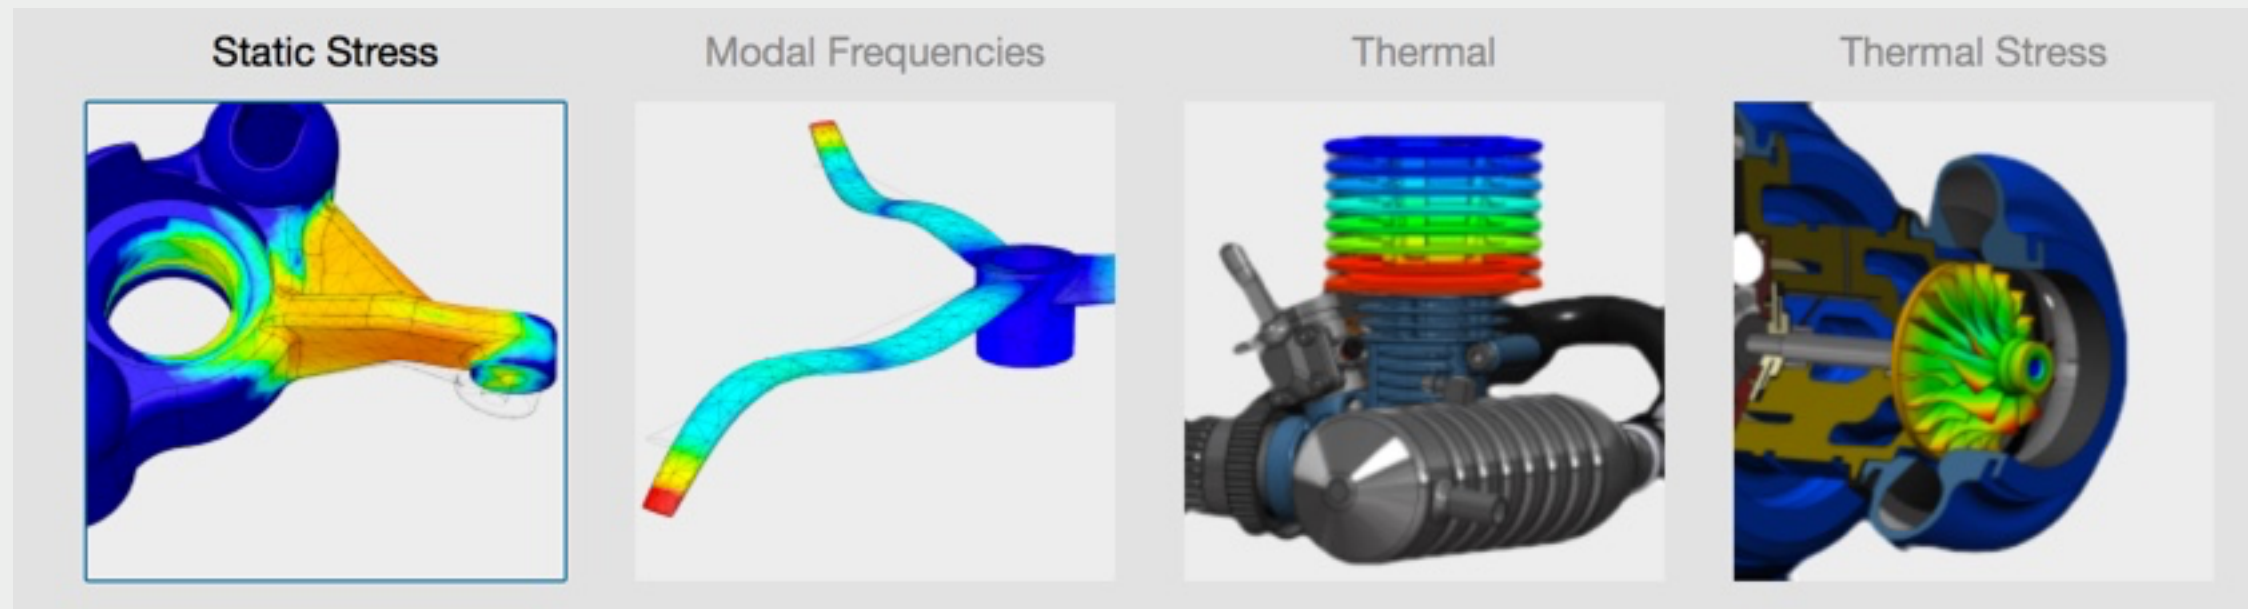 Static Stress
Modal Frequencies
Thermal
Thermal Stress